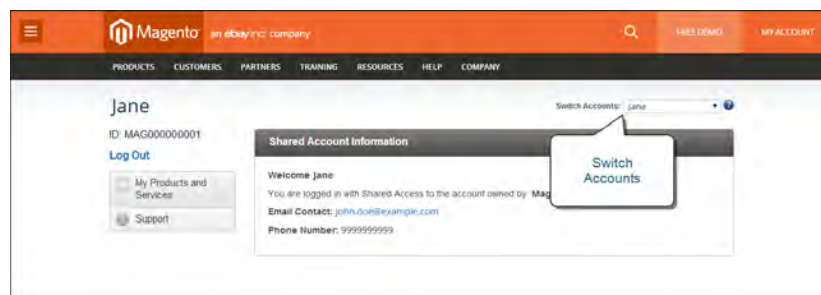 Magento an ebay inc company
FREE DEMO
MY ACCOUNT
PRODUCTS CUSTOMERS PARTNERS TRAINING RESOURCES HELP COMPANY
Jane
Switch Accounts: jane
ID: MAG000000001
Log Out
Shared Account Information
Switch
Accounts
My Products and
Services
Support
Welcome Jane
You are logged in with Shared Access to the account owned by Mag
Email Contact: john.doe@example.com
Phone Number: 9999999999